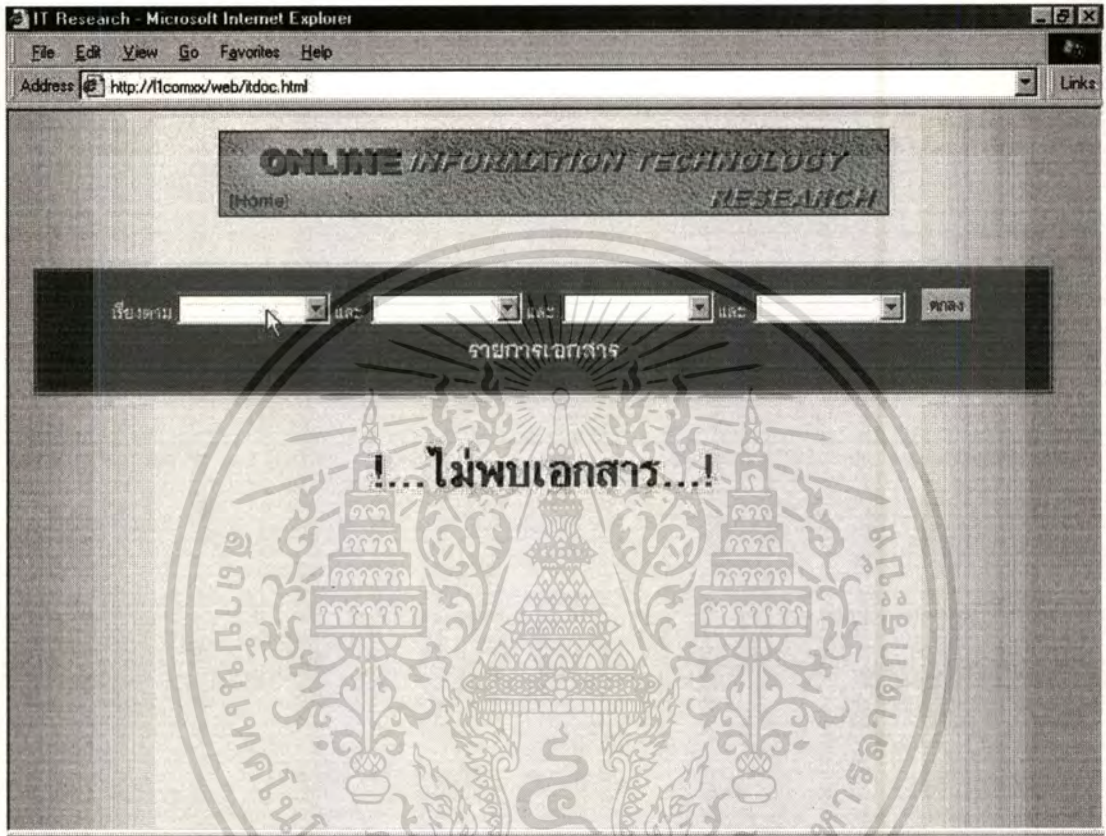 IT Research - Microsoft Internet Explorer
File Edit View Go Favorites Help
Address http://l1comxx/web/itdoc.html Links
ONLINE INFORMATION TECHNOLOGY
[Home] RESEARCH
เรียงตาม และ และ และ ตกลง
รายการเอกสาร
!...ไม่พบเอกสาร...!